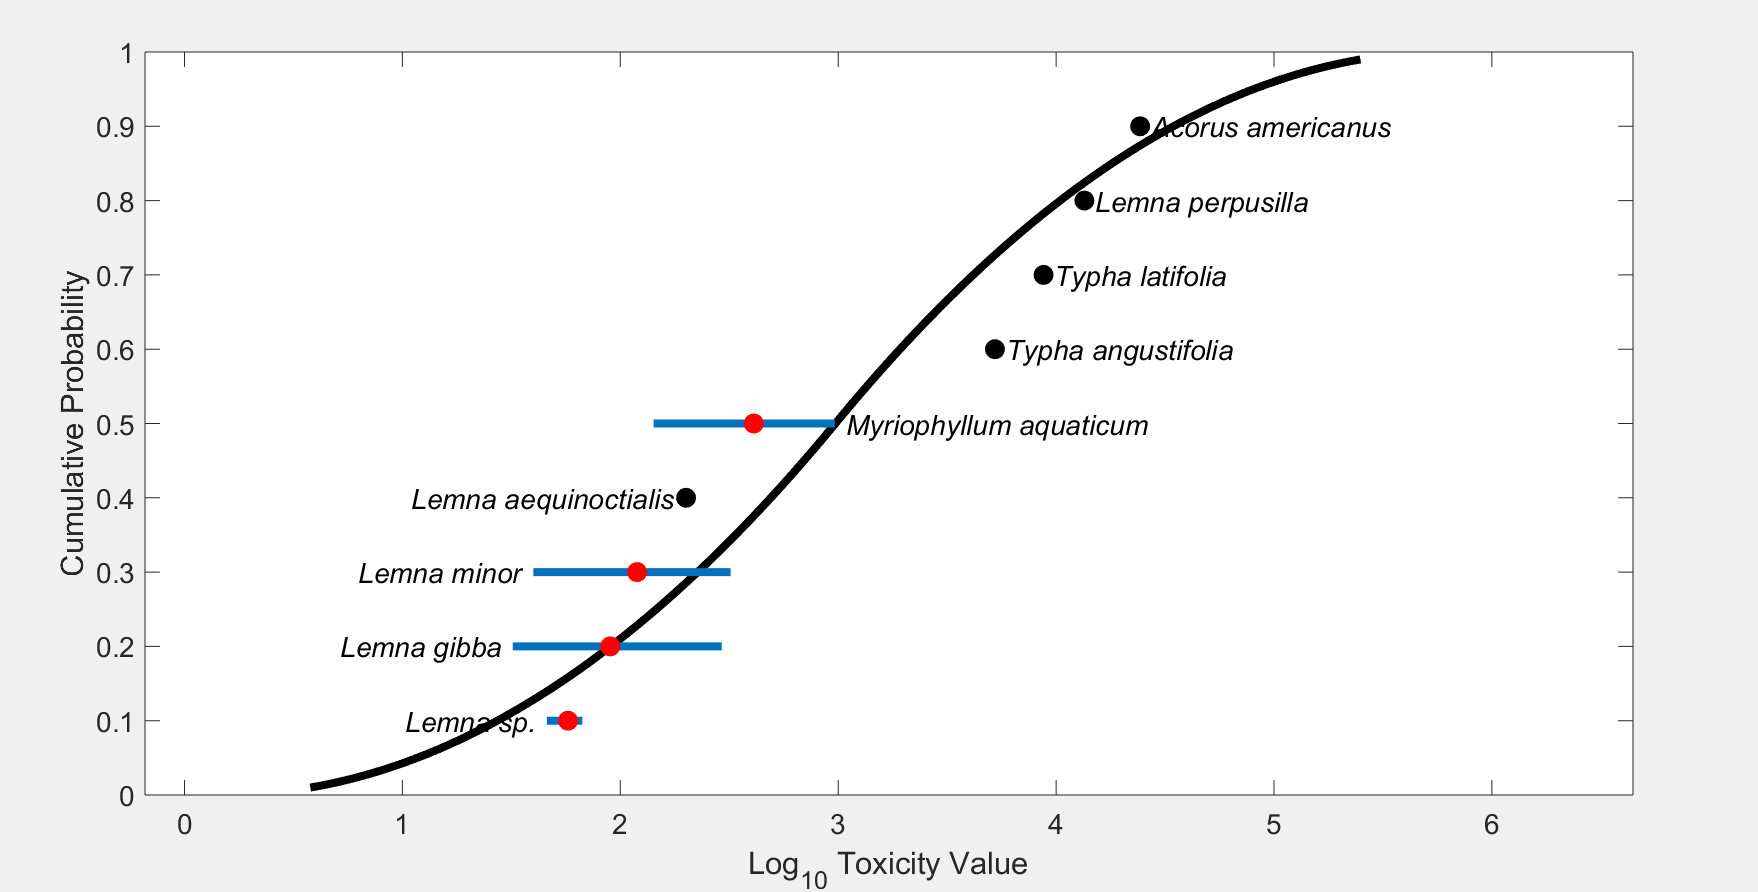 1
0.9
0.8
0.7
0.6
0.5
0.4
0.3
0.2
0.1
0
Cumulative Probability
Acorus americanus
Lemna perpusilla
Typha latifolia
Typha angustifolia
Myriophyllum aquaticum
Lemna aequinoctialis
Lemna minor
Lemna gibba
Lemna sp.
0 1 2 3 4 5 6
Log10 Toxicity Value